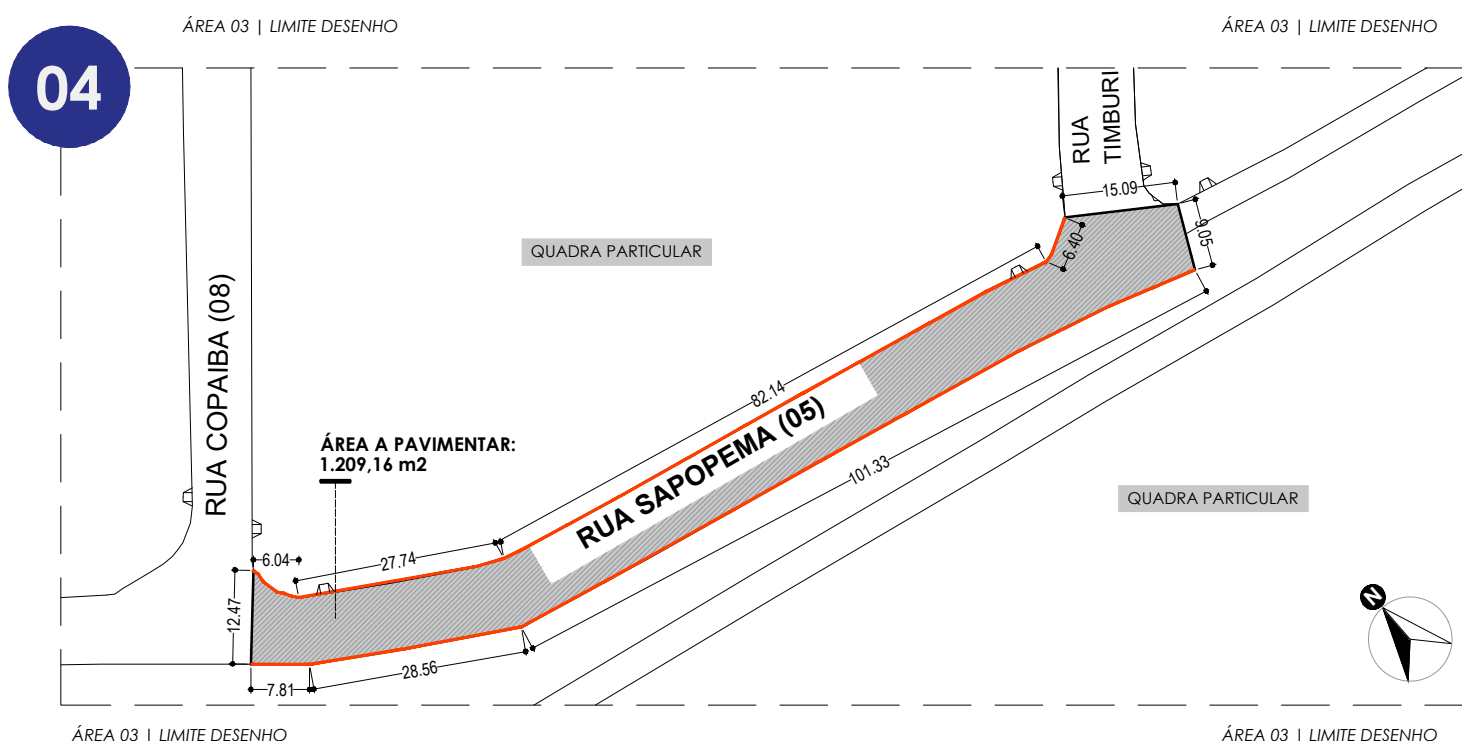 ÁREA 03 | LIMITE DESENHO
ÁREA 03 | LIMITE DESENHO
04
RUA
TIMBURI
15.09
9.05
6.40
QUADRA PARTICULAR
RUA COPAIBA (08)
82.14
RUA SAPOPEMA (05)
101.33
ÁREA A PAVIMENTAR:
1.209,16 m2
QUADRA PARTICULAR
6.04
27.74
12.47
28.56
7.81
N
ÁREA 03 | LIMITE DESENHO
ÁREA 03 | LIMITE DESENHO